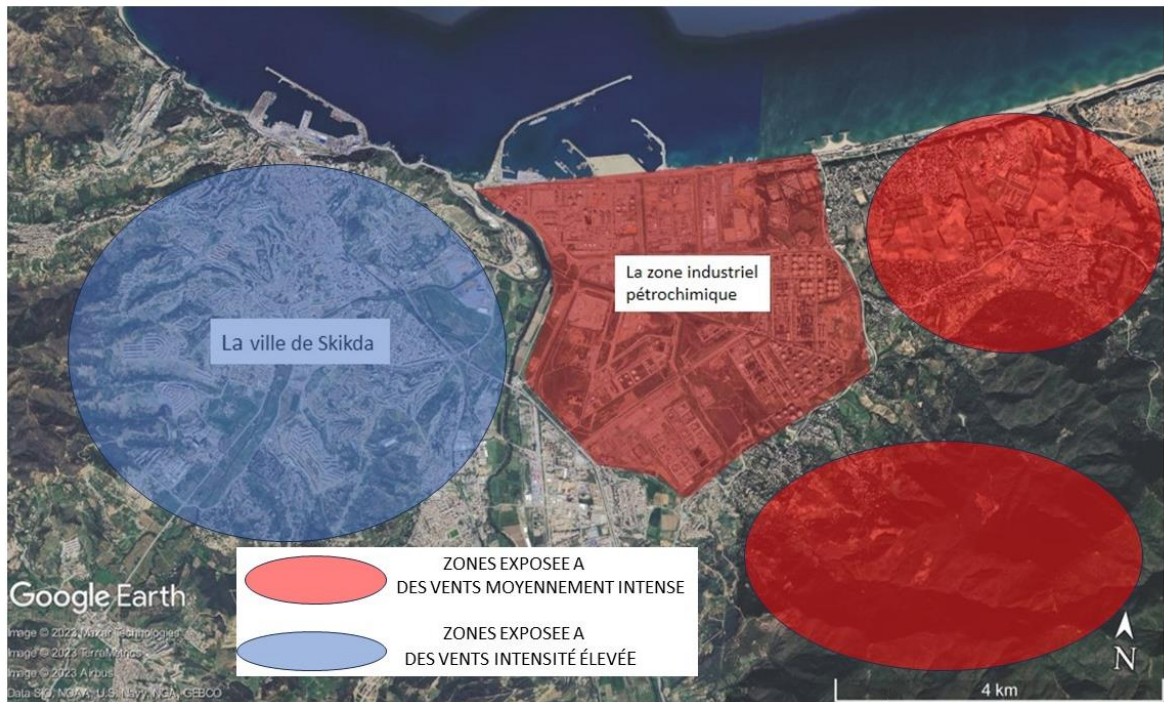 La zone industriel
pétrochimique
La ville de Skikda
ZONES EXPOSEE A
DES VENTS MOYENNEMENT INTENSE
ZONES EXPOSEE A
DES VENTS INTENSITÉ ÉLEVÉE
Google Earth
Image © 2023 Maxar Technologies
Image © 2023 TerraMetrics
Image © 2023 Airbus
Data SIO, NOAA, U.S. Navy, NGA, GEBCO
N
4 km